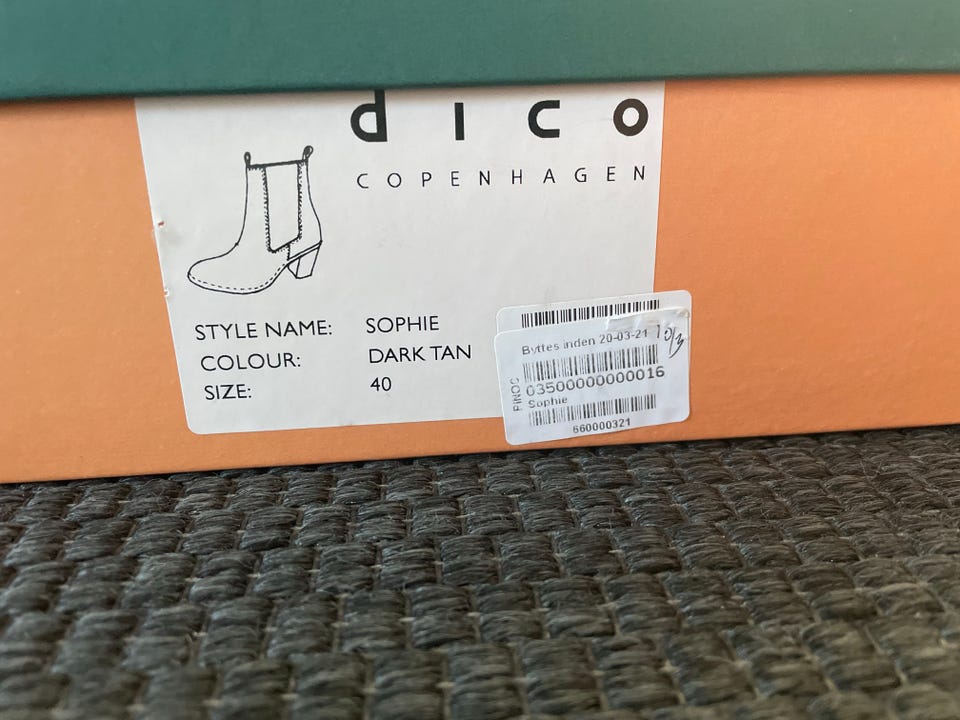 dico
COPENHAGEN
STYLE NAME: SOPHIE
COLOUR: DARK TAN
SIZE: 40
Byttes inden 20-03-21
03500000000016
Sophie
660000321